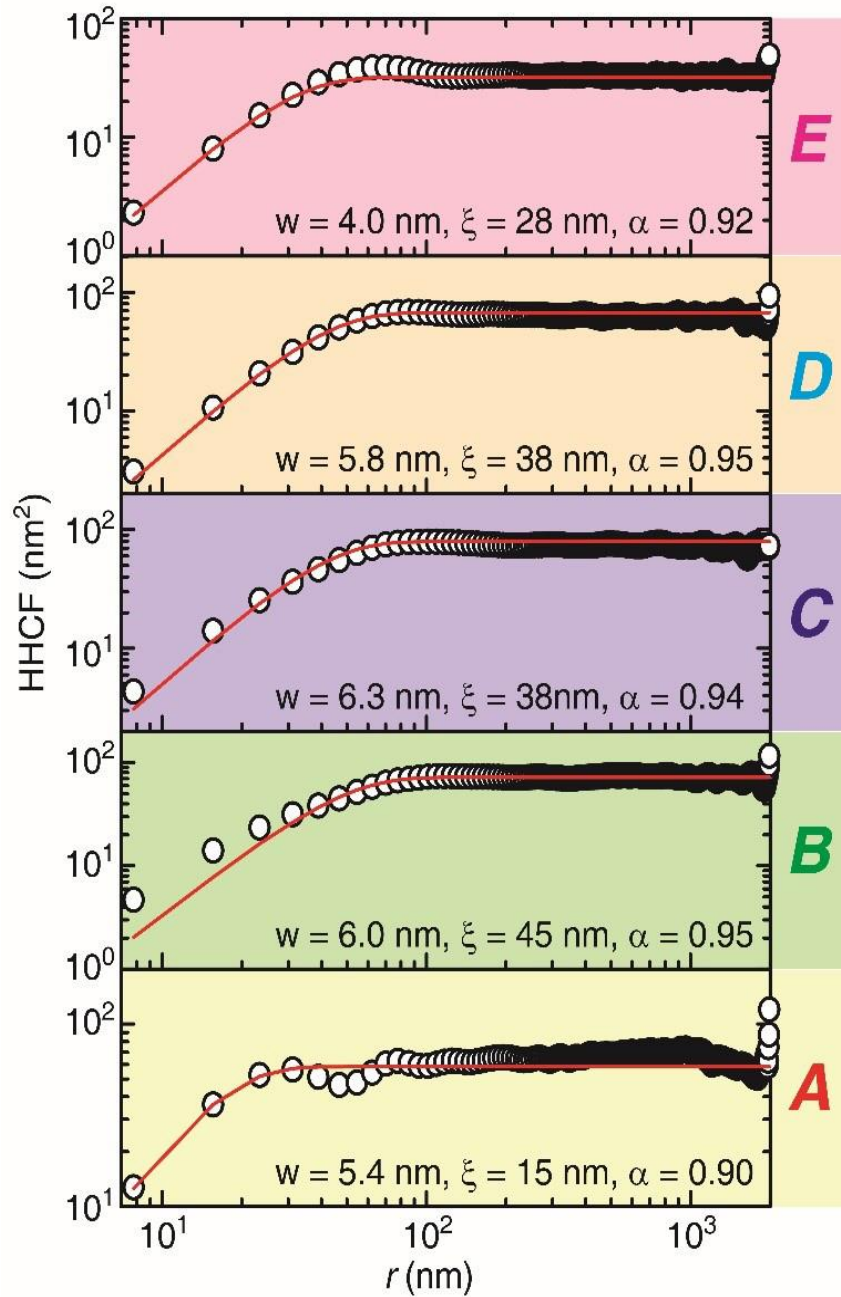 10²
10¹
10⁰
w = 4.0 nm, ξ = 28 nm, α = 0.92
E
10²
10¹
w = 5.8 nm, ξ = 38 nm, α = 0.95
D
HHCF (nm²)
10²
10¹
w = 6.3 nm, ξ = 38nm, α = 0.94
C
10²
10¹
10⁰
w = 6.0 nm, ξ = 45 nm, α = 0.95
B
10²
10¹
w = 5.4 nm, ξ = 15 nm, α = 0.90
A
10¹ 10² 10³
r (nm)